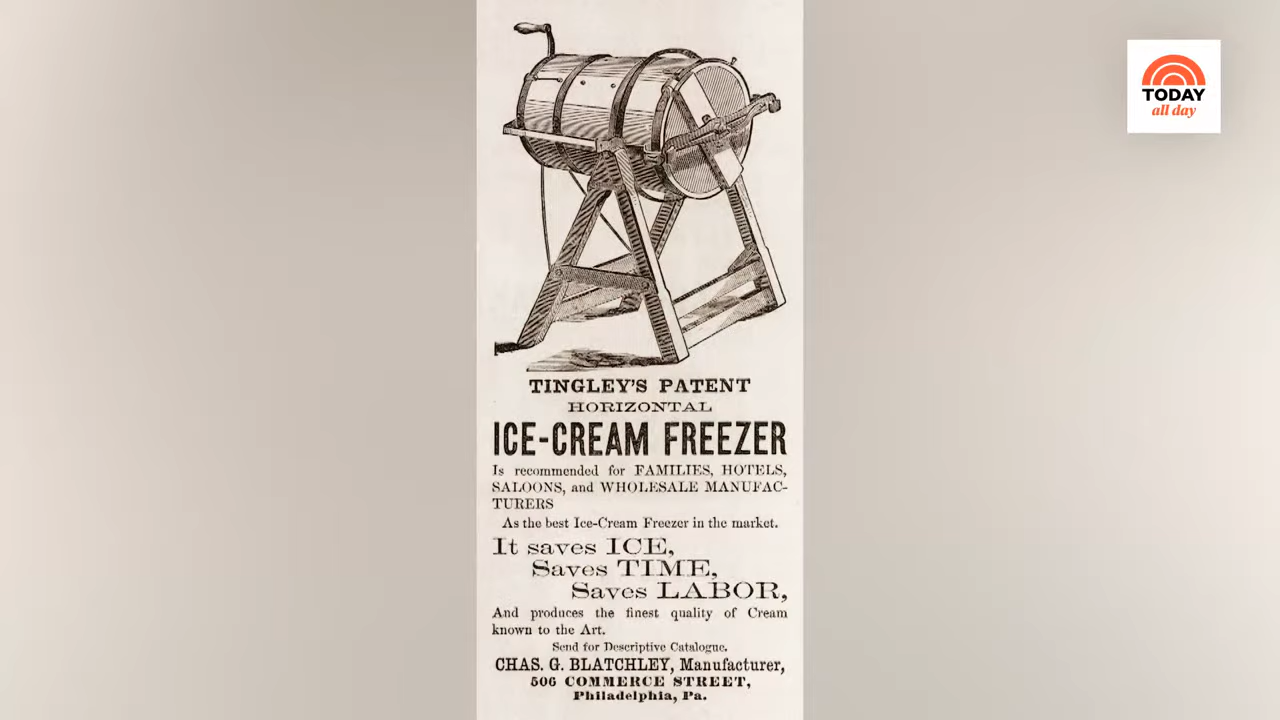 TODAY
all day
TINGLEY'S PATENT
HORIZONTAL
ICE-CREAM FREEZER
Is recommended for FAMILIES, HOTELS,
SALOONS, and WHOLESALE MANUFAC-
TURERS
As the best Ice-Cream Freezer in the market.
It saves ICE,
Saves TIME,
Saves LABOR,
And produces the finest quality of Cream
known to the Art.
Send for Descriptive Catalogue.
CHAS. G. BLATCHLEY, Manufacturer,
506 COMMERCE STREET,
Philadelphia, Pa.